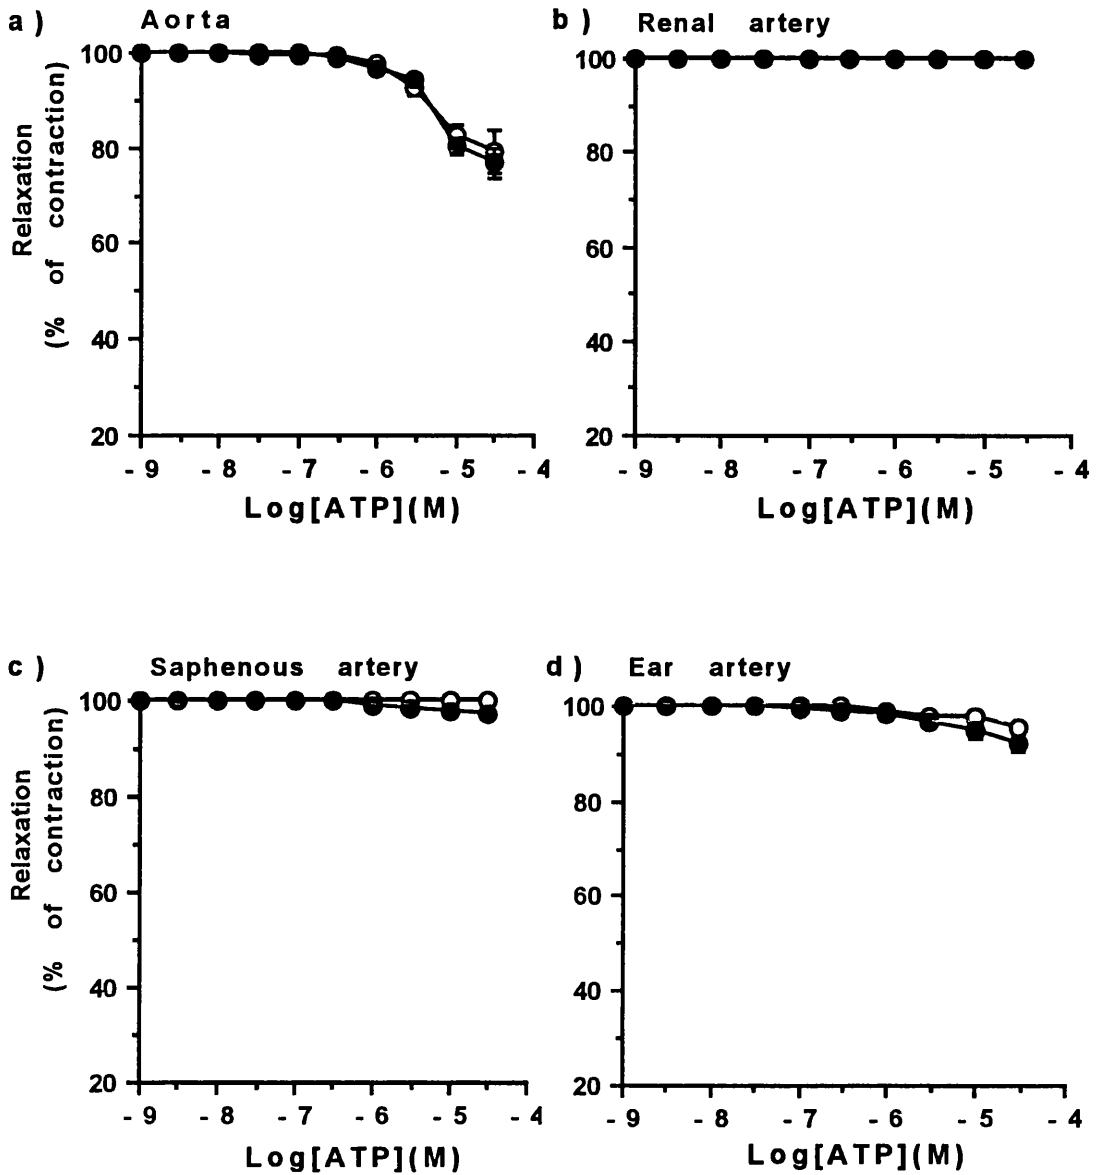 a ) Aorta
100
80
60
40
20
- 9 - 8 - 7 - 6 - 5 - 4
Relaxation
(% of contraction)
Log[ATP](M)
b ) Renal artery
100
80
60
40
20
- 9 - 8 - 7 - 6 - 5 - 4
Log[ATP](M)
c ) Saphenous artery
100
80
60
40
20
- 9 - 8 - 7 - 6 - 5 - 4
Relaxation
(% of contraction)
Log[ATP](M)
d ) Ear artery
100
80
60
40
20
- 9 - 8 - 7 - 6 - 5 - 4
Log[ATP](M)